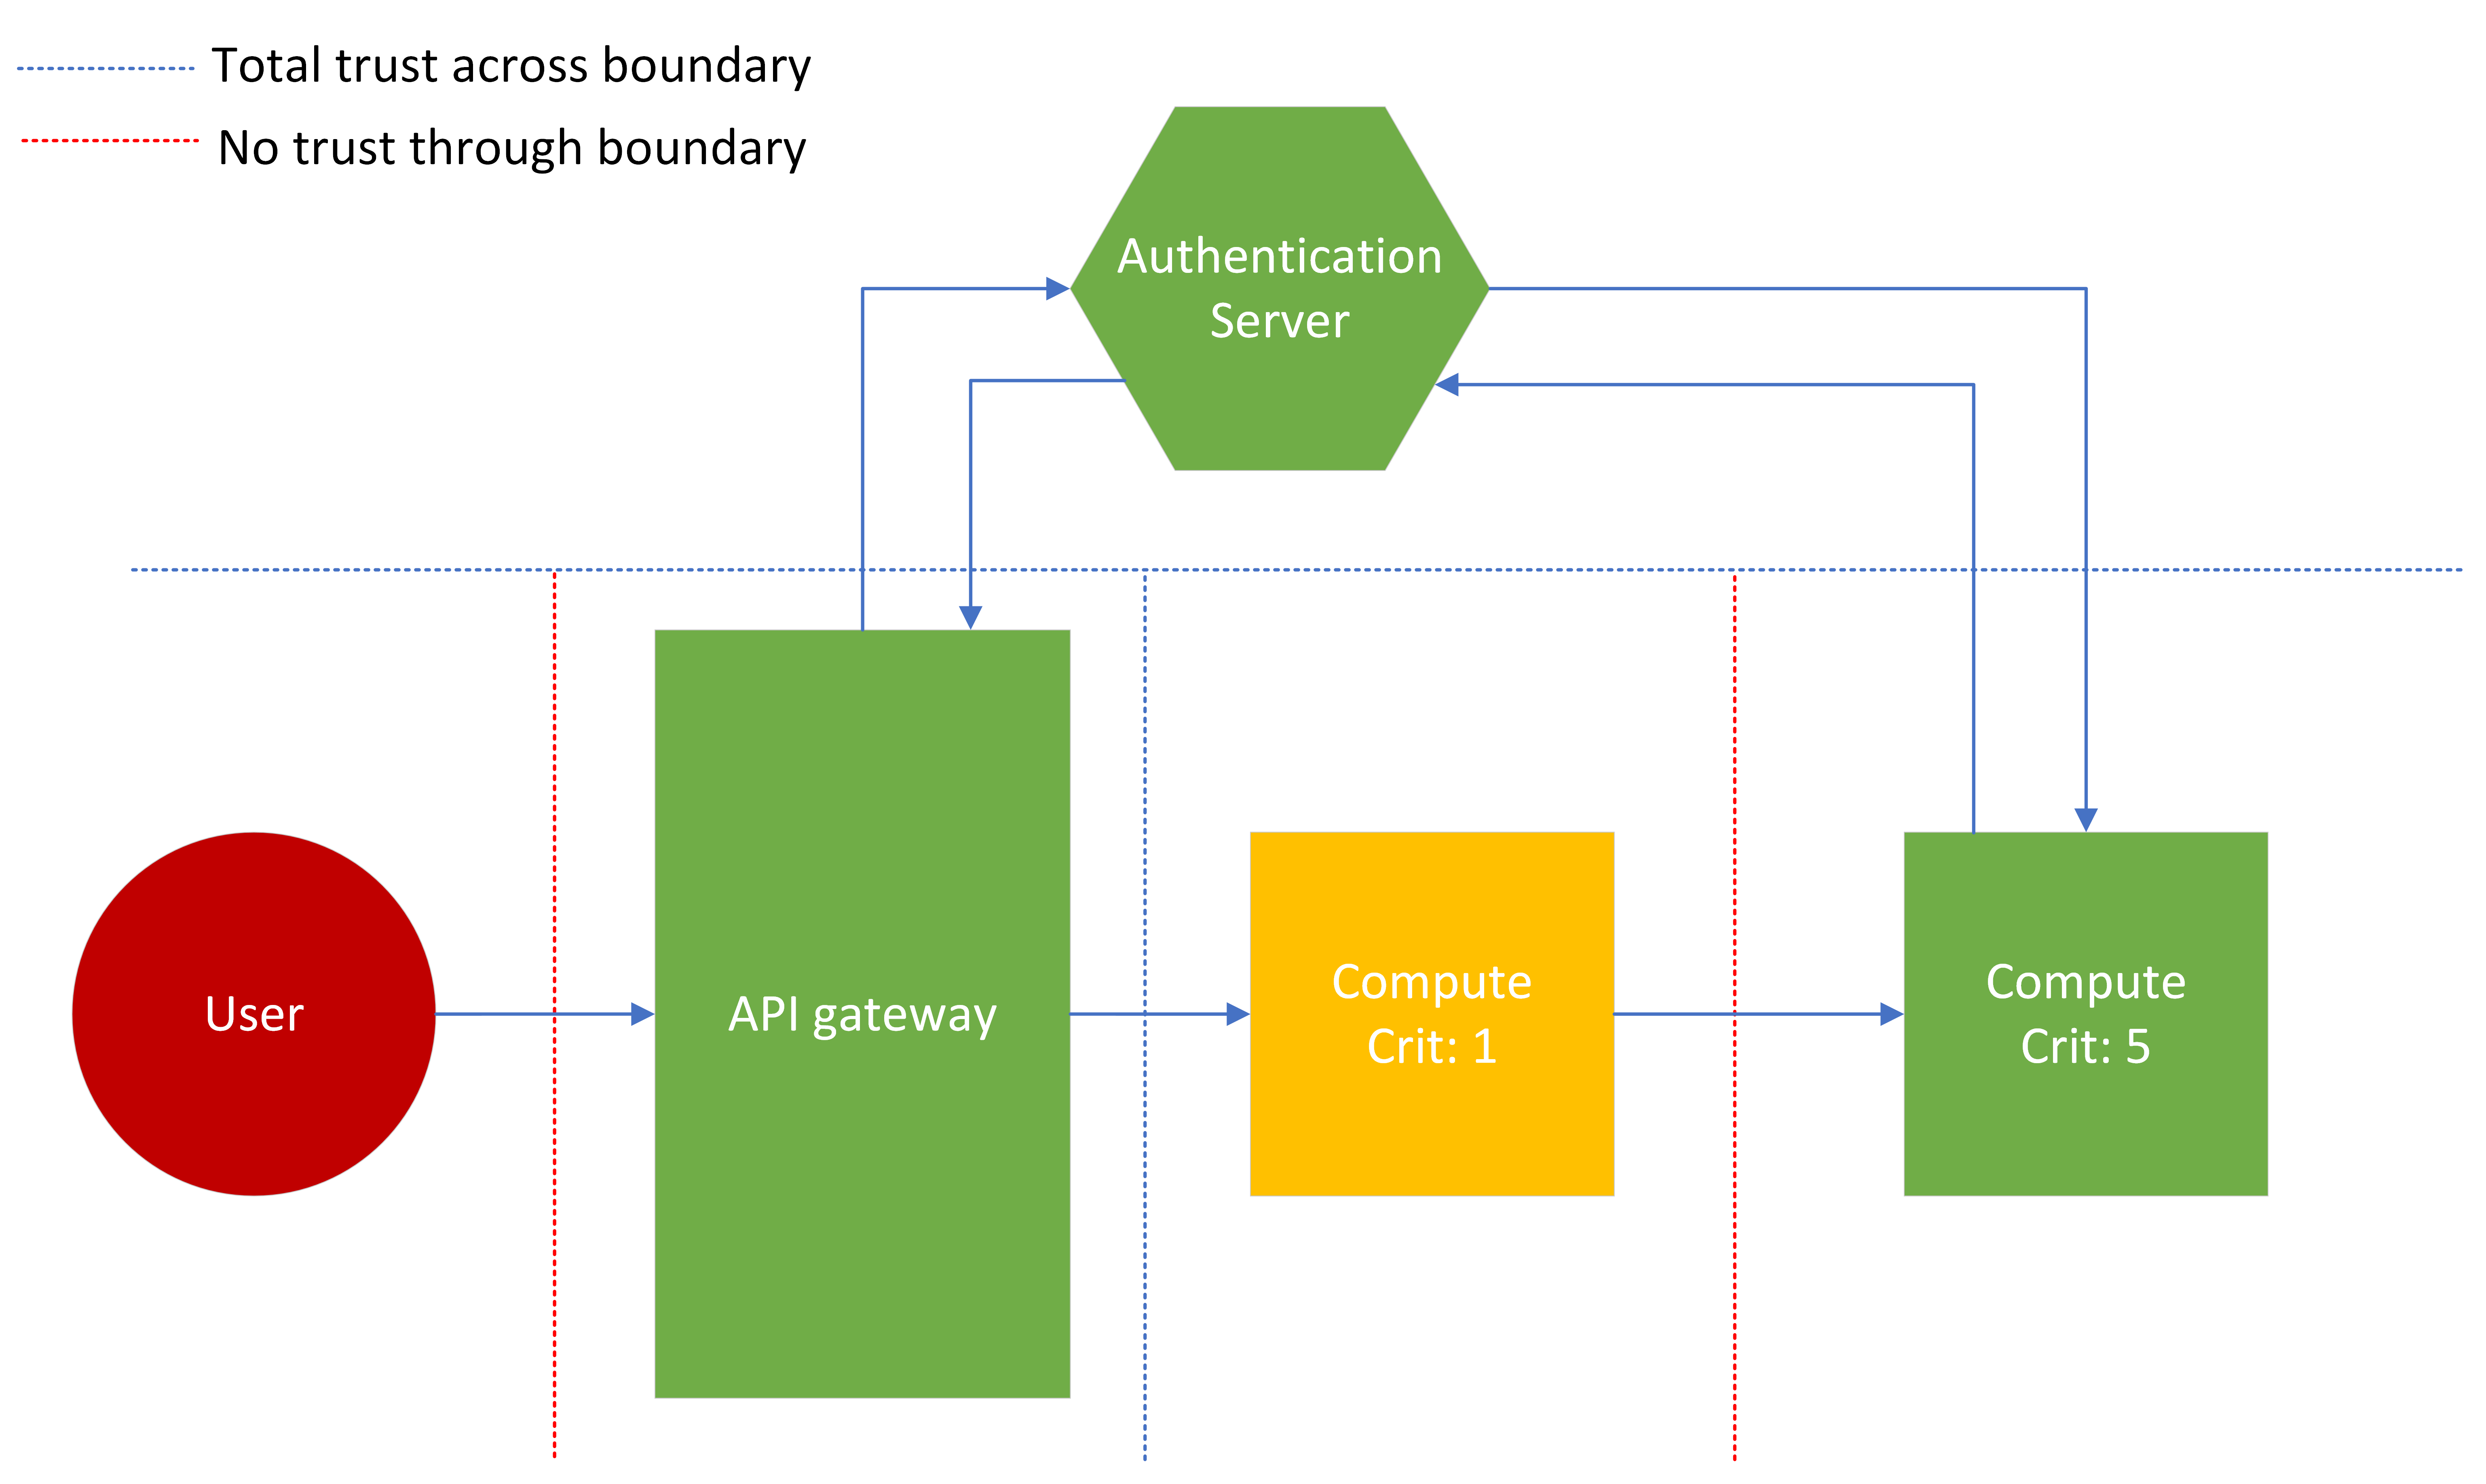 Total trust across boundary
No trust through boundary
Authentication
Server
User
API gateway
Compute
Crit: 1
Compute
Crit: 5